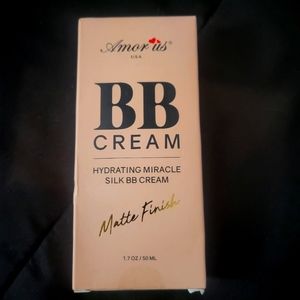 Amor us®
USA
BB
CREAM
HYDRATING MIRACLE
SILK BB CREAM
Matte Finish
1.7 OZ / 50 ML